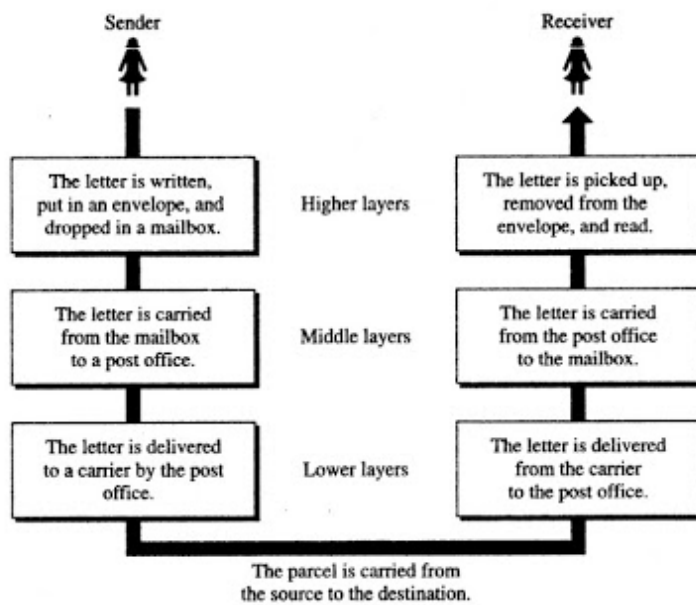 Sender
Receiver
The letter is written,
put in an envelope, and
dropped in a mailbox.
Higher layers
The letter is picked up,
removed from the
envelope, and read.
The letter is carried
from the mailbox
to a post office.
Middle layers
The letter is carried
from the post office
to the mailbox.
The letter is delivered
to a carrier by the post
office.
Lower layers
The letter is delivered
from the carrier
to the post office.
The parcel is carried from
the source to the destination.